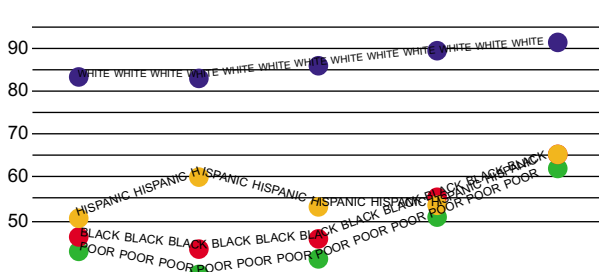 90
WHITE WHITE WHITE WHITE WHITE WHITE WHITE WHITE WHITE WHITE WHITE WHITE WHITE
80
70
60
HISPANIC HISPANIC HISPANIC HISPANIC HISPANIC HISPANIC HISPANIC HISPANIC
50
BLACK BLACK BLACK BLACK BLACK BLACK BLACK BLACK BLACK BLACK BLACK
POOR POOR POOR POOR POOR POOR POOR POOR POOR POOR POOR POOR